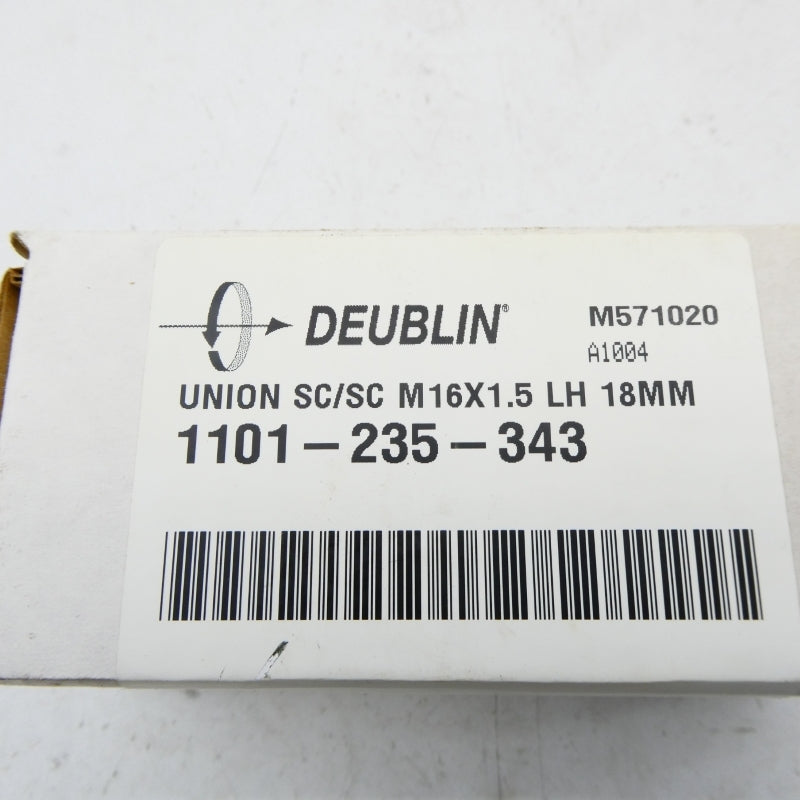 DEUBLIN® M571020
A1004
UNION SC/SC M16X1.5 LH 18MM
1101-235-343